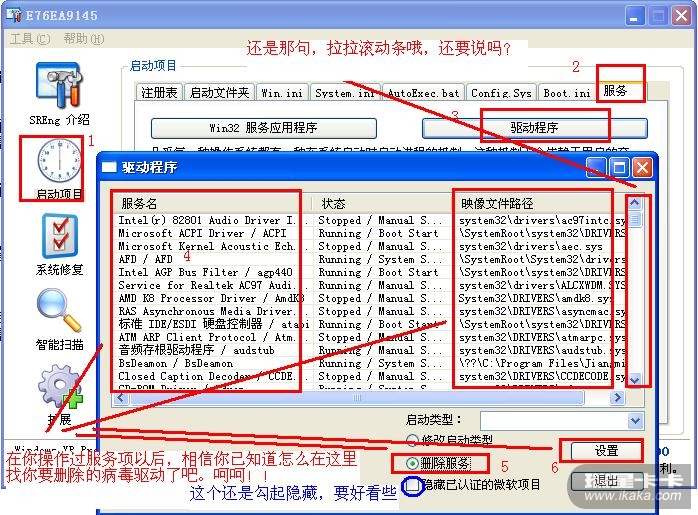 E76EA9145
工具(C) 帮助(H)
还是那句，拉拉滚动条哦，还要说吗？
启动项目
2
注册表 启动文件夹 Win.ini System.ini AutoExec.bat Config.Sys Boot.ini 服务
SREng 介绍
3
Win32 服务应用程序 驱动程序
1
启动项目
驱动程序
服务名 状态 映像文件路径
Intel(r) 82801 Audio Driver I... Stopped / Manual S... system32\drivers\ac97intc.sy
Microsoft ACPI Driver / ACPI Running / Boot Start \SystemRoot\system32\DRIVERS
Microsoft Kernel Acoustic Ech... Stopped / Manual S... system32\drivers\aec.sys
4
AFD / AFD Running / System S... \SystemRoot\System32\drivers
Intel AGP Bus Filter / agp440 Running / Boot Start \SystemRoot\system32\DRIVERS
Service for Realtek AC97 Audi... Running / Manual S... system32\drivers\ALCXWDM.SYS
AMD K8 Processor Driver / AmdK8 Stopped / Manual S... system32\DRIVERS\amdk8.sys
RAS Asynchronous Media Driver... Stopped / Manual S... system32\DRIVERS\asyncmac.sy
标准 IDE/ESDI 硬盘控制器 / atapi Running / Boot Start \SystemRoot\system32\DRIVERS
ATM ARP Client Protocol / Atm... Stopped / Manual S... system32\DRIVERS\atmarpc.sys
音频存根驱动程序 / audstub Running / Manual S... system32\DRIVERS\audstub.sys
BsDeamon / BsDeamon Running / System S... \??\C:\Program Files\Jiangmi
Closed Caption Decoder / CCDE... Stopped / Manual S... system32\DRIVERS\CCDECODE.sy
系统修复
智能扫描
扩展
启动类型：
修改启动类型
设置
删除服务
5
6
隐藏已认证的微软项目
退出
在你操作过服务项以后，相信你已知道怎么在这里
找你要删除的病毒驱动了吧。呵呵！！
这个还是勾起隐藏，要好看些
利。
www.ikaka.com